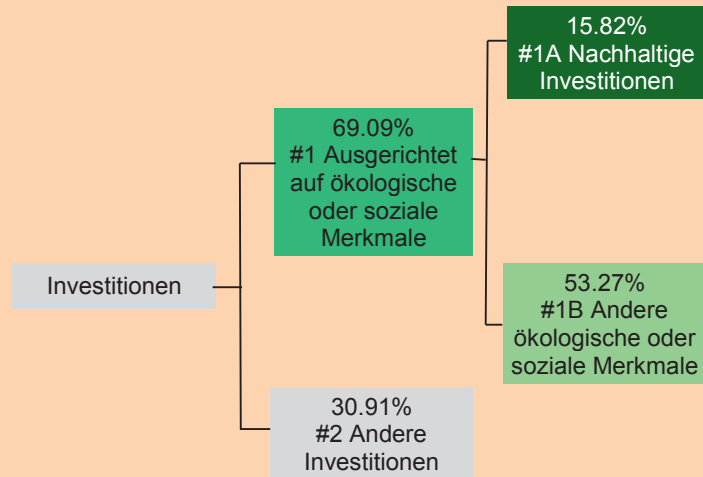 15.82%
#1A Nachhaltige
Investitionen
69.09%
#1 Ausgerichtet
auf ökologische
oder soziale
Merkmale
Investitionen
53.27%
#1B Andere
ökologische oder
soziale Merkmale
30.91%
#2 Andere
Investitionen